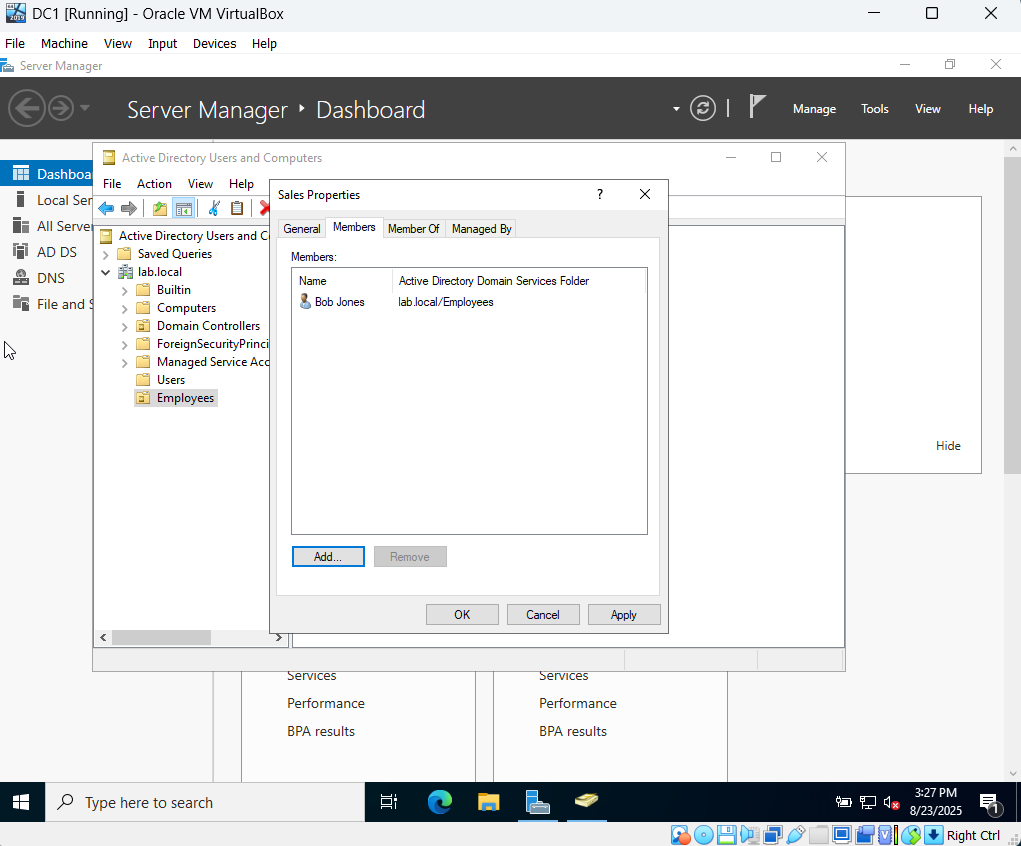 DC1 [Running] - Oracle VM VirtualBox
File Machine View Input Devices Help
Server Manager
Server Manager Dashboard
Manage Tools View Help
Dashboa
Local Ser
All Server
AD DS
DNS
File and S
Active Directory Users and Computers
File Action View Help
Active Directory Users and C
Saved Queries
lab.local
Builtin
Computers
Domain Controllers
ForeignSecurityPrinci
Managed Service Acc
Users
Employees
Sales Properties
?
General Members Member Of Managed By
Members:
Name Active Directory Domain Services Folder
Bob Jones lab.local/Employees
Add... Remove
OK Cancel Apply
Hide
Services Services
Performance Performance
BPA results BPA results
Type here to search
3:27 PM
8/23/2025
1
Right Ctrl